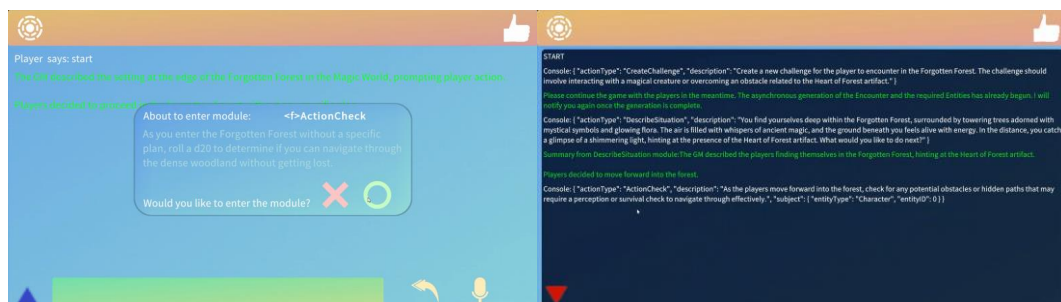 Player says: start
The GM describes the setting at the edge of the Forgotten Forest in the Magic World, prompting player action.
Players decided to
About to enter module: <f>ActionCheck
As you enter the Forgotten Forest without a specific
plan, roll a d20 to determine if you can navigate through
the dense woodland without getting lost.
Would you like to enter the module?
START
Console: { "actionType": "CreateChallenge", "description": "Create a new challenge for the player to encounter in the Forgotten Forest. The challenge should
involve interacting with a magical creature or overcoming an obstacle related to the Heart of Forest artifact." }
Please continue the game with the players in the meantime. The asynchronous generation of the Encounter and the required Entities has already begun. I will
notify you again once the generation is complete.
Console: { "actionType": "DescribeSituation", "description": "You find yourselves deep within the Forgotten Forest, surrounded by towering trees adorned with
mystical symbols and glowing flora. The air is filled with whispers of ancient magic, and the ground beneath you feels alive with energy. In the distance, you catch
a glimpse of a shimmering light, hinting at the presence of the Heart of Forest artifact. What would you like to do next?" }
Summary from DescribeSituation module:The GM described the players finding themselves in the Forgotten Forest, hinting at the Heart of Forest artifact.
Players decided to move forward into the forest.
Console: { "actionType": "ActionCheck", "description": "As the players move forward into the forest, check for any potential obstacles or hidden paths that may
require a perception or survival check to navigate through effectively.", "subject": { "entityType": "Character", "entityID": 0 } }